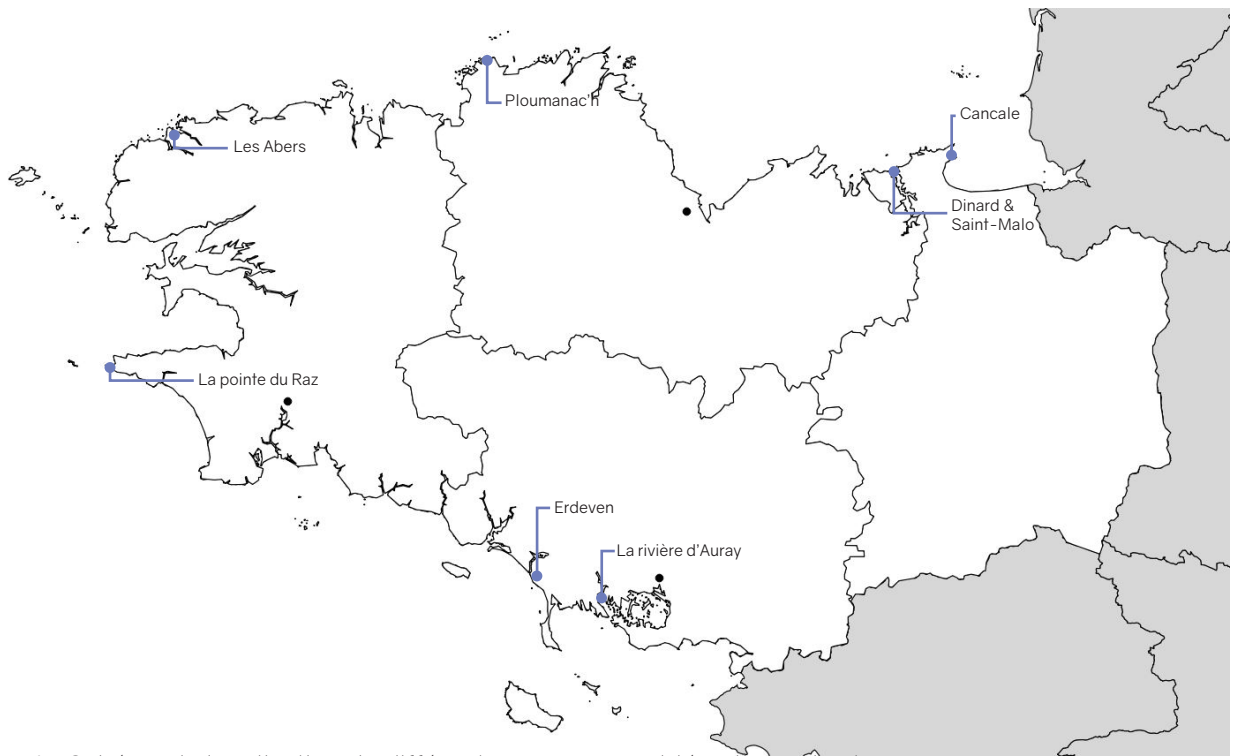 Ploumanac'h
Cancale
Les Abers
Dinard &
Saint-Malo
La pointe du Raz
Erdeven
La rivière d'Auray